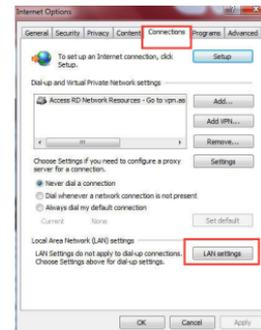 Internet Options
General Security Privacy Content Connections Programs Advanced
To set up an Internet connection, click
Setup.
Setup
Dial-up and Virtual Private Network settings
Access RD Network Resources - Go to vpn.as
Add...
Add VPN...
Remove...
Choose Settings if you need to configure a proxy
server for a connection.
Settings
Never dial a connection
Dial whenever a network connection is not present
Always dial my default connection
Current None
Set default
Local Area Network (LAN) settings
LAN Settings do not apply to dial-up connections.
Choose Settings above for dial-up settings.
LAN settings
OK Cancel Apply